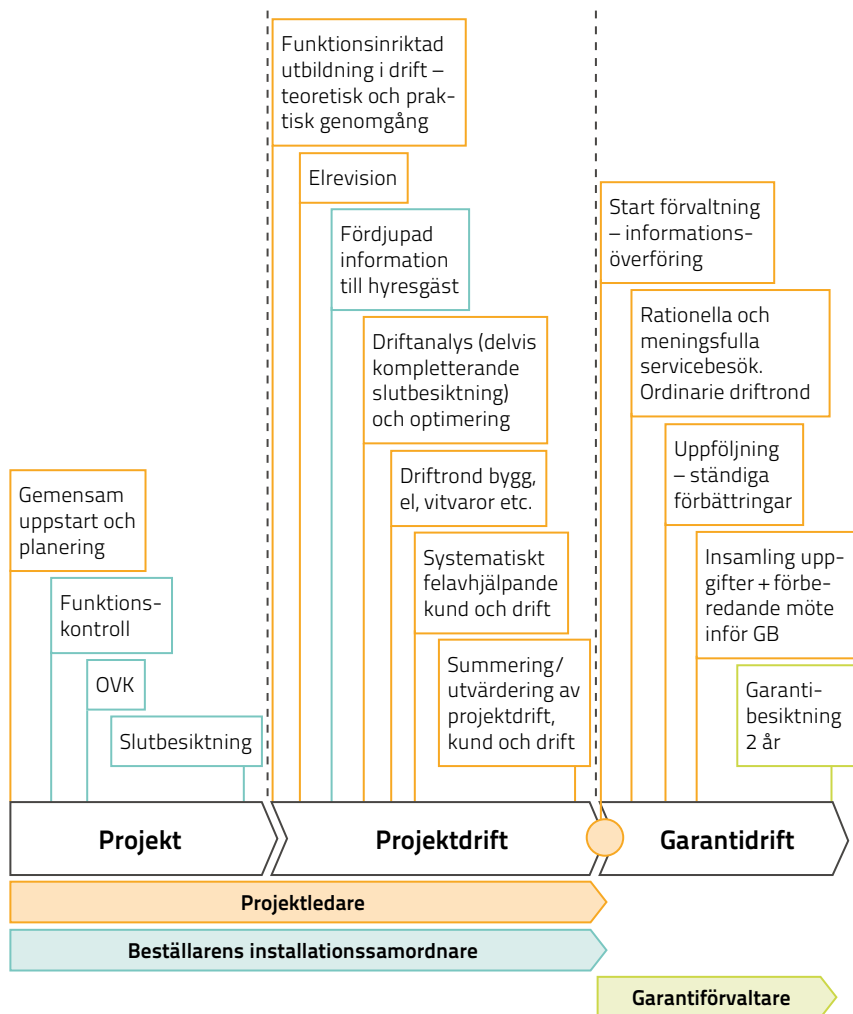 Funktionsinriktad
utbildning i drift –
teoretisk och prak-
tisk genomgång
Elrevision
Fördjupad
information
till hyresgäst
Driftanalys (delvis
kompletterande
slutbesiktning)
och optimering
Driftrond bygg,
el, vitvaror etc.
Systematiskt
felavhjälpande
kund och drift
Summering/
utvärdering av
projektdrift,
kund och drift
Start förvaltning
– informations-
överföring
Rationella och
meningsfulla
servicebesök.
Ordinarie driftrond
Uppföljning
– ständiga
förbättringar
Insamling upp-
gifter + förbe-
redande möte
inför GB
Garanti-
besiktning
2 år
Gemensam
uppstart och
planering
Funktions-
kontroll
OVK
Slutbesiktning
Projekt
Projektdrift
Garantidrift
Projektledare
Beställarens installationssamordnare
Garantiförvaltare